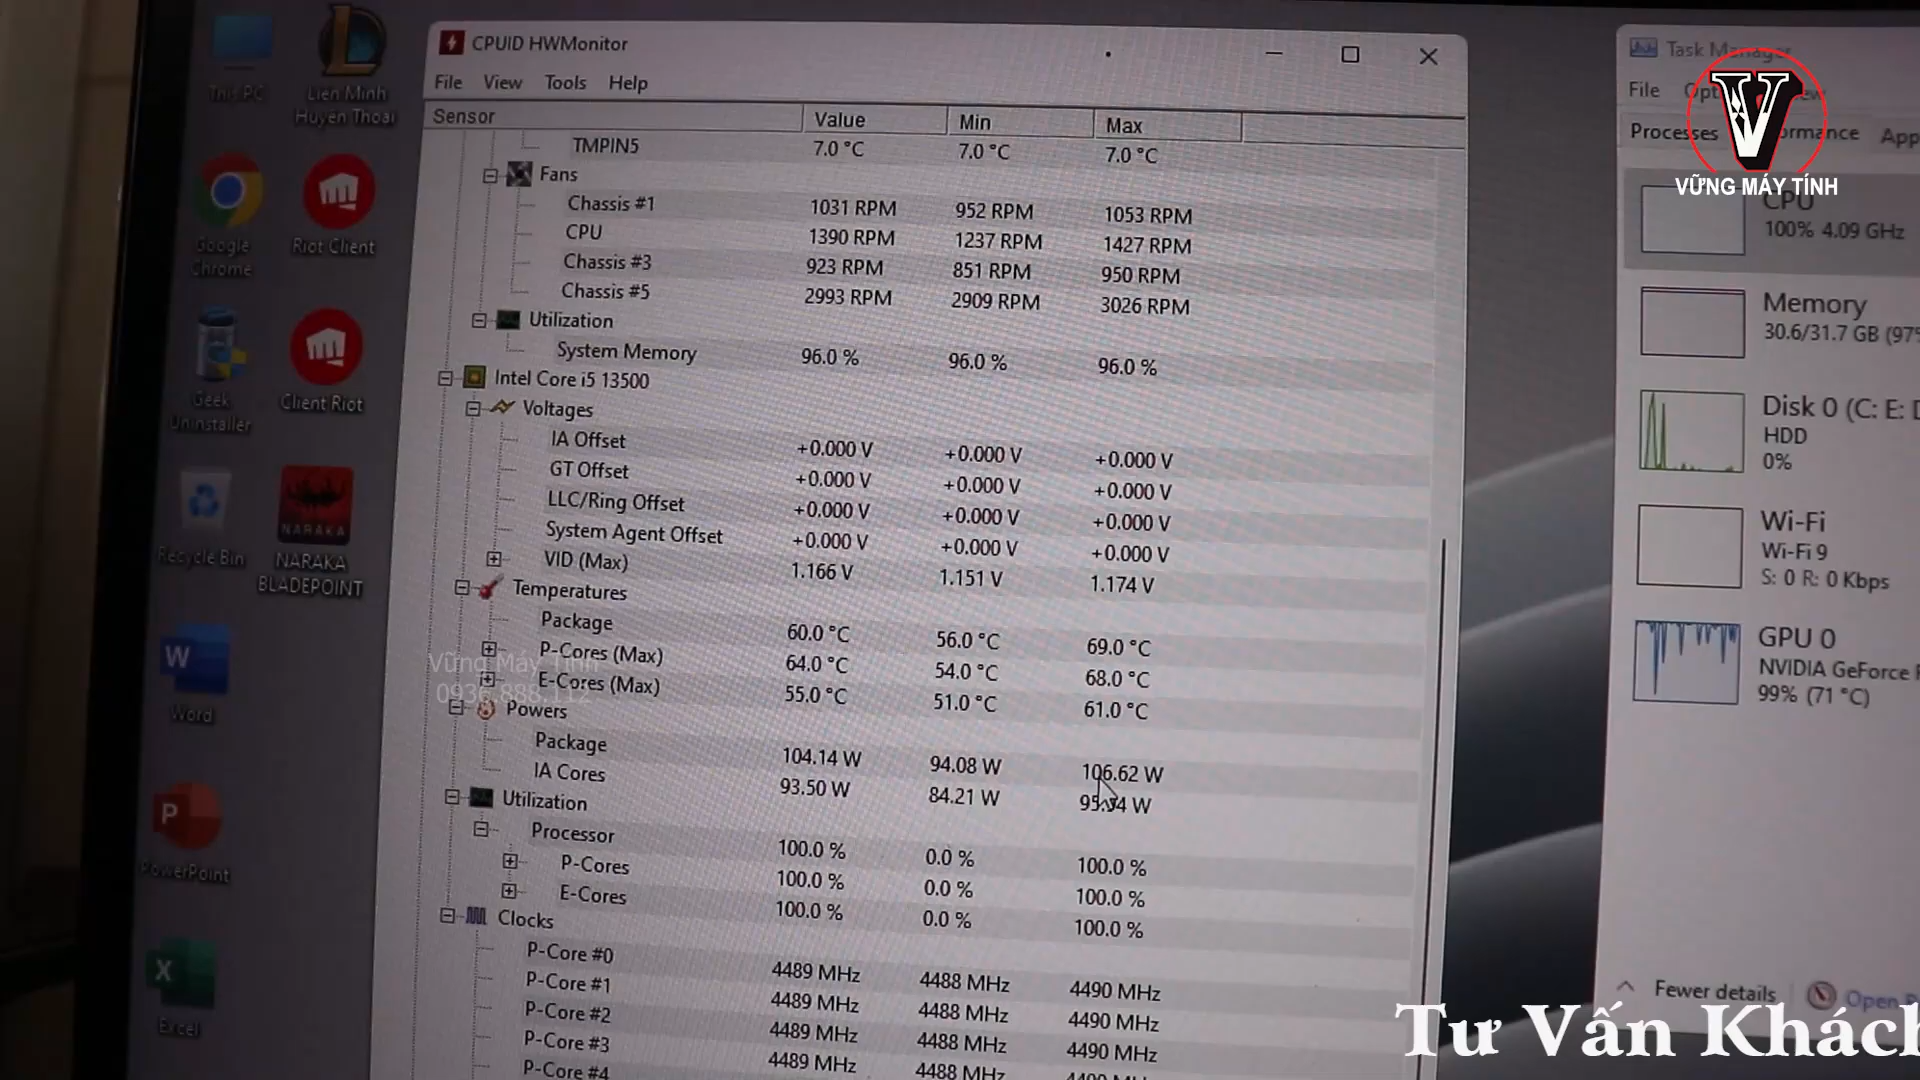 CPUID HWMonitor
File View Tools Help
Sensor Value Min Max
TMPIN5 7.0 °C 7.0 °C 7.0 °C
Fans
Chassis #1 1031 RPM 952 RPM 1053 RPM
CPU 1390 RPM 1237 RPM 1427 RPM
Chassis #3 923 RPM 851 RPM 950 RPM
Chassis #5 2993 RPM 2909 RPM 3026 RPM
Utilization
System Memory 96.0 % 96.0 % 96.0 %
Intel Core i5 13500
Voltages
IA Offset +0.000 V +0.000 V +0.000 V
GT Offset +0.000 V +0.000 V +0.000 V
LLC/Ring Offset +0.000 V +0.000 V +0.000 V
System Agent Offset +0.000 V +0.000 V +0.000 V
VID (Max) 1.166 V 1.151 V 1.174 V
Temperatures
Package 60.0 °C 56.0 °C 69.0 °C
P-Cores (Max) 64.0 °C 54.0 °C 68.0 °C
E-Cores (Max) 55.0 °C 51.0 °C 61.0 °C
Powers
Package 104.14 W 94.08 W 106.62 W
IA Cores 93.50 W 84.21 W W
Utilization
Processor 100.0 % 0.0 % 100.0 %
P-Cores 100.0 % 0.0 % 100.0 %
E-Cores 100.0 % 0.0 % 100.0 %
Clocks
P-Core #0 4489 MHz 4488 MHz 4490 MHz
P-Core #1 4489 MHz 4488 MHz 4490 MHz
P-Core #2 4489 MHz 4488 MHz 4490 MHz
P-Core #3 4489 MHz 4488 MHz
P-Core #4
Vững Máy Tính
0936.888.112
This PC
Lien Minh
Huyen Thoai
Google
Chrome
Riot Client
Geek
Uninstaller
Client Riot
Recycle Bin
NARAKA
NARAKA
BLADEPOINT
Word
PowerPoint
Excel
Task Manager
File
Processes
V
VỮNG MÁY TÍNH
CPU
100% 4.09 GHz
Memory
30.6/31.7 GB (97%
Disk 0 (C: E:
HDD
0%
Wi-Fi
Wi-Fi 9
S: 0 R: 0 Kbps
GPU 0
NVIDIA GeForce
99% (71 °C)
Fewer details
Open
Tư Vấn Khách